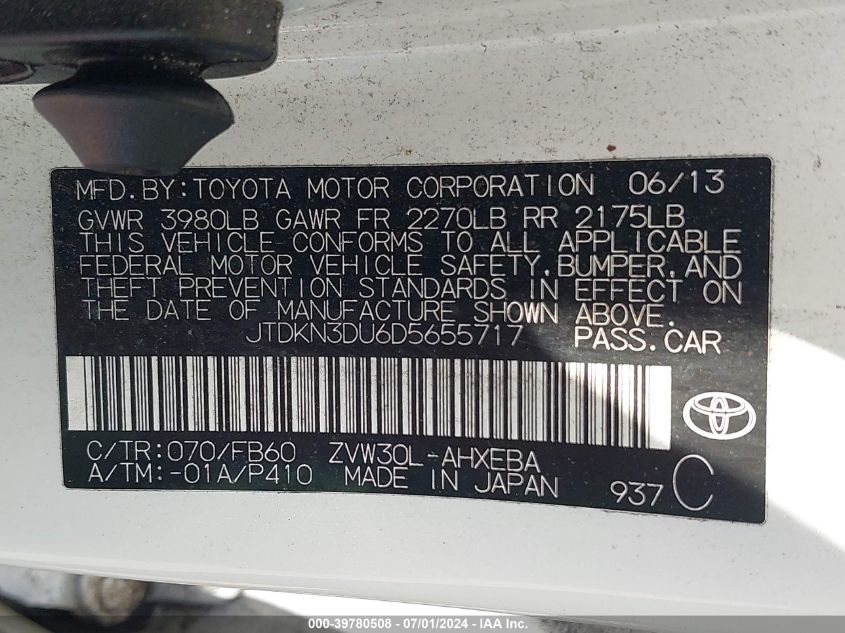 MFD. BY: TOYOTA MOTOR CORPORATION 06/13
GVWR 3980LB GAWR FR 2270LB RR 2175LB
THIS VEHICLE CONFORMS TO ALL APPLICABLE
FEDERAL MOTOR VEHICLE SAFETY, BUMPER, AND
THEFT PREVENTION STANDARDS IN EFFECT ON
THE DATE OF MANUFACTURE SHOWN ABOVE.
JTDKN3DU6D5655717 PASS. CAR
C/TR: 070/FB60 ZVW30L-AHXEBA
A/TM: -01A/P410 MADE IN JAPAN 937 C
000-39780508 - 07/01/2024 - IAA Inc.